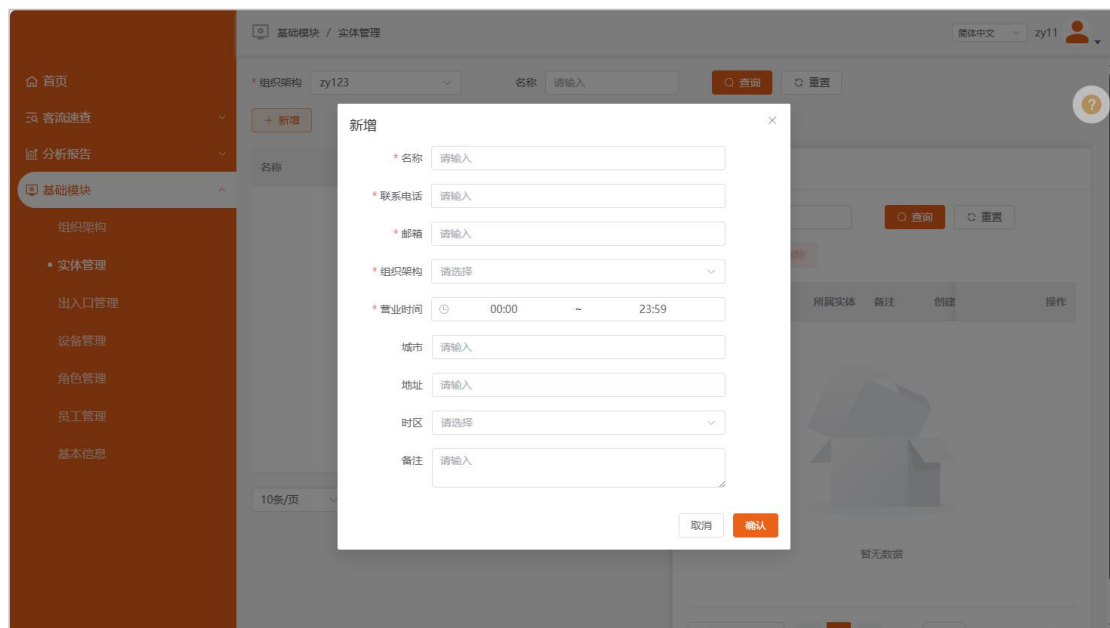 基础模块 / 实体管理
简体中文
zy11
首页
客流速查
分析报告
基础模块
组织架构
实体管理
出入口管理
设备管理
角色管理
员工管理
基本信息
* 组织架构 zy123 名称 请输入 查询 重置
+ 新增
?
名称
查询 重置
除
所属实体 备注 创建 操作
暂无数据
10条/页
新增
* 名称 请输入
* 联系电话 请输入
* 邮箱 请输入
* 组织架构 请选择
* 营业时间 00:00 ~ 23:59
城市 请输入
地址 请输入
时区 请选择
备注 请输入
取消 确认